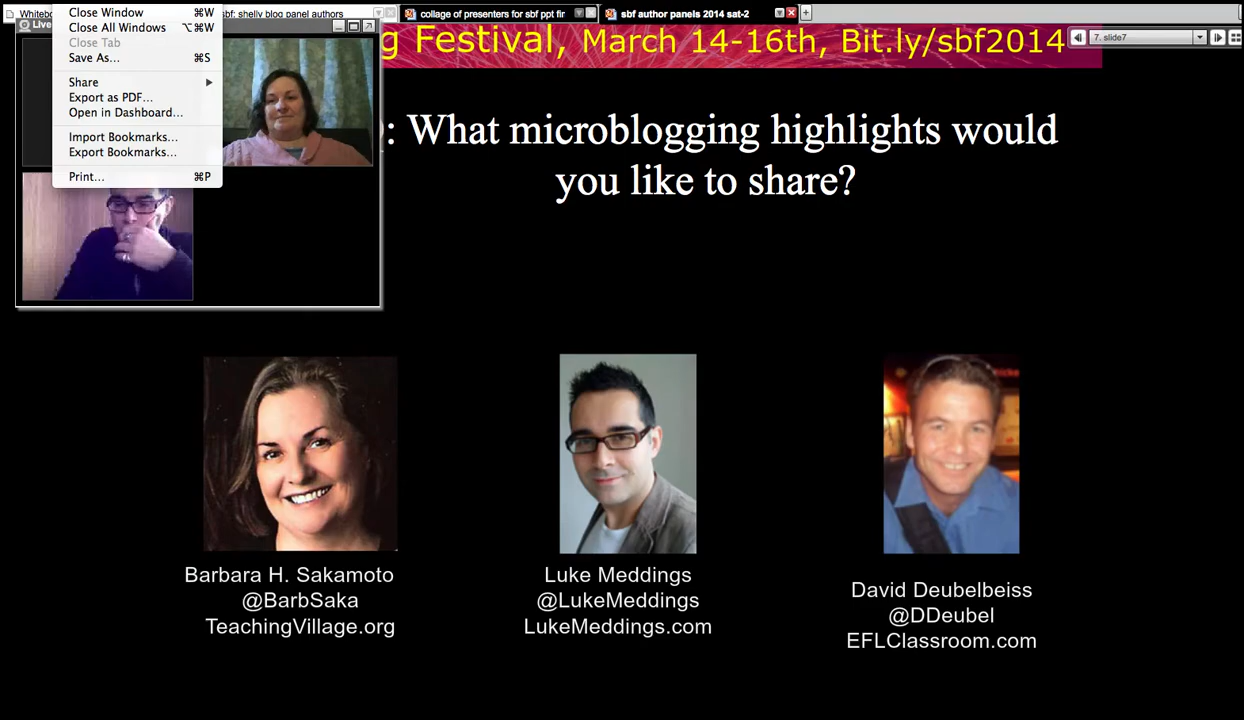 Close Window ⌘W
Close All Windows ⌥⌘W
Close Tab
Save As... ⌘S
Share
Export as PDF...
Open in Dashboard...
Import Bookmarks...
Export Bookmarks...
Print... ⌘P
sbf: shelly blog panel authors
collage of presenters for sbf ppt fir
sbf author panels 2014 sat-2
Live
7. slide7
g Festival, March 14-16th, Bit.ly/sbf2014
: What microblogging highlights would
you like to share?
Barbara H. Sakamoto
@BarbSaka
TeachingVillage.org
Luke Meddings
@LukeMeddings
LukeMeddings.com
David Deubelbeiss
@DDeubel
EFLClassroom.com